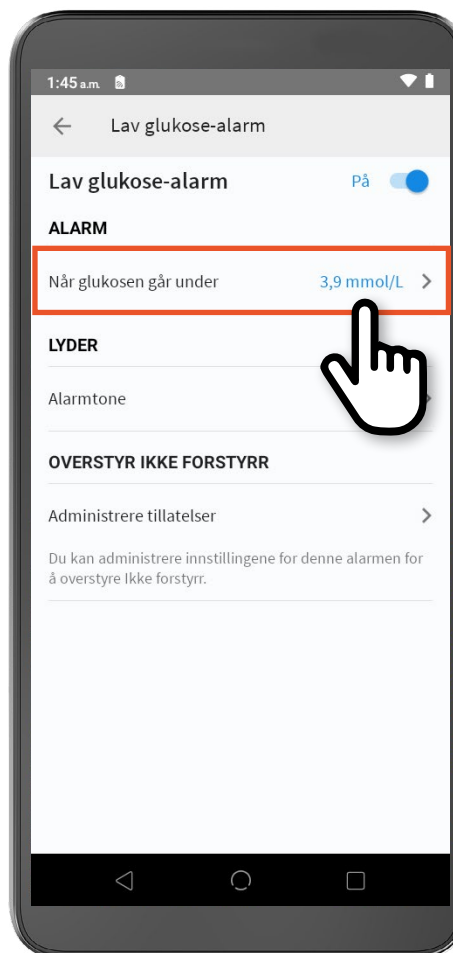 1:45 a.m.
Lav glukose-alarm
Lav glukose-alarm På
ALARM
Når glukosen går under 3,9 mmol/L
LYDER
Alarmtone
OVERSTYR IKKE FORSTYRR
Administrere tillatelser
Du kan administrere innstillingene for denne alarmen for
å overstyre Ikke forstyrr.